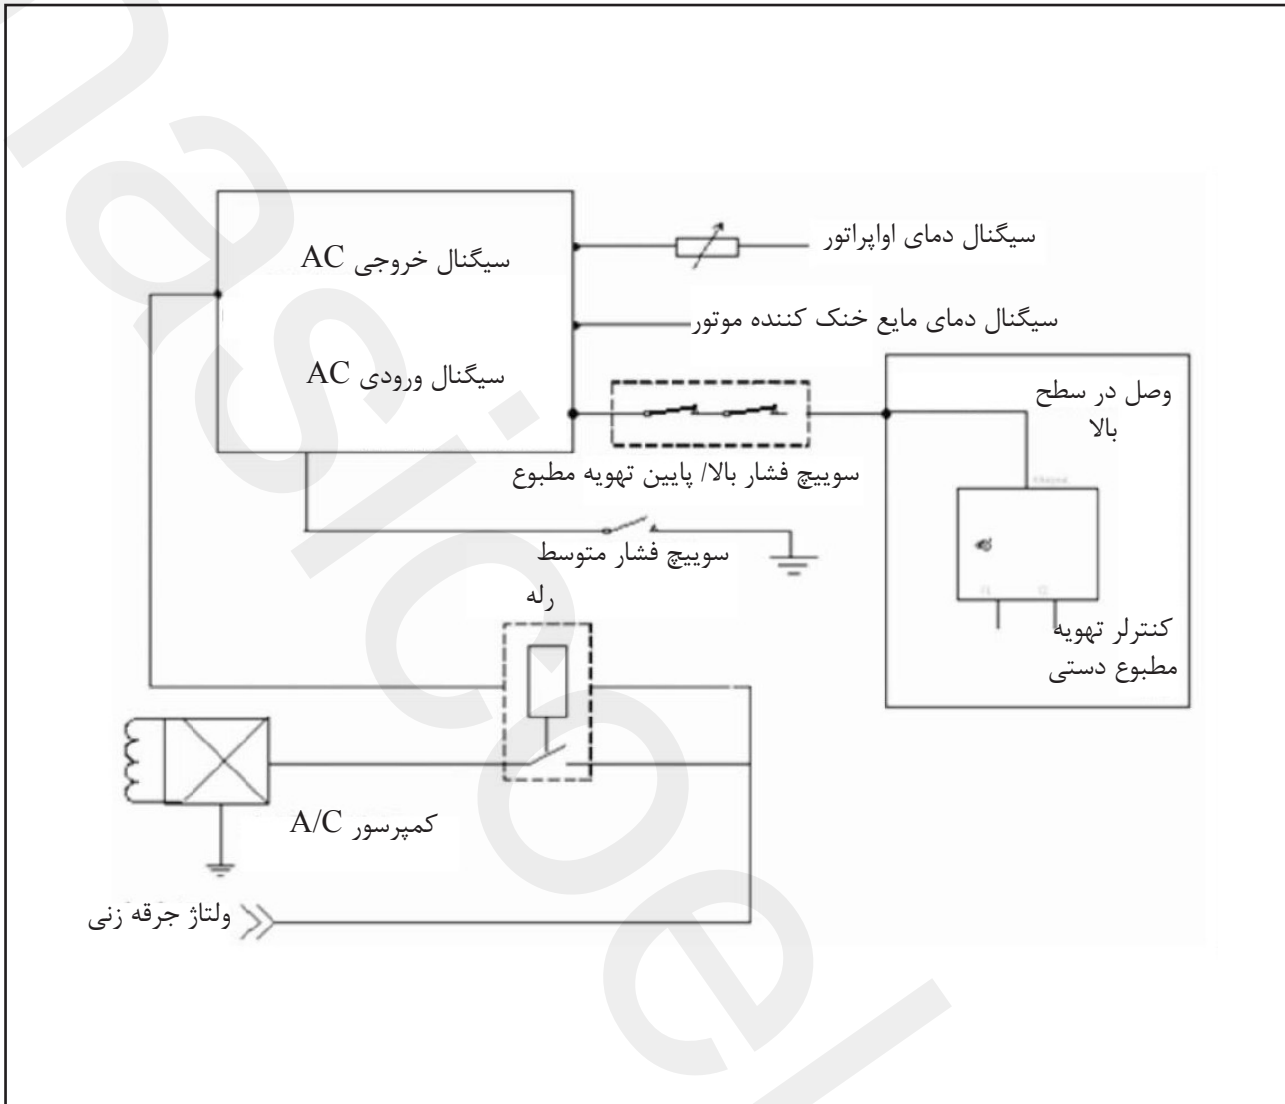 سیگنال دمای اواپراتور
سیگنال خروجی AC
سیگنال دمای مایع خنک کننده موتور
سیگنال ورودی AC
وصل در سطح
بالا
سوییچ فشار بالا/ پایین تهویه مطبوع
سوییچ فشار متوسط
رله
کنترلر تهویه
مطبوع دستی
کمپرسور A/C
ولتاژ جرقه زنی